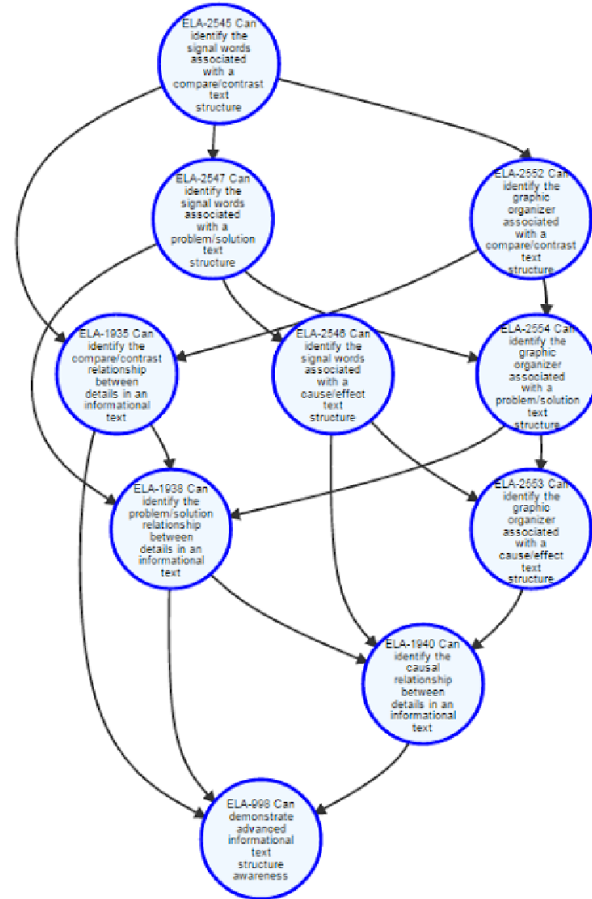 ELA-2545 Can
identify the
signal words
associated
with a
compare/contrast
text
structure
ELA-2547 Can
identify the
signal words
associated
with a
problem/solution
text
structure
ELA-2552 Can
identify the
graphic
organizer
associated
with a
compare/contrast
text
structure
ELA-1935 Can
identify the
compare/contrast
relationship
between
details in an
informational
text
ELA-2546 Can
identify the
signal words
associated
with a
cause/effect
text
structure
ELA-2554 Can
identify the
graphic
organizer
associated
with a
problem/solution
text
structure
ELA-1938 Can
identify the
problem/solution
relationship
between
details in an
informational
text
ELA-2553 Can
identify the
graphic
organizer
associated
with a
cause/effect
text
structure
ELA-1940 Can
identify the
causal
relationship
between
details in an
informational
text
ELA-998 Can
demonstrate
advanced
informational
text
structure
awareness